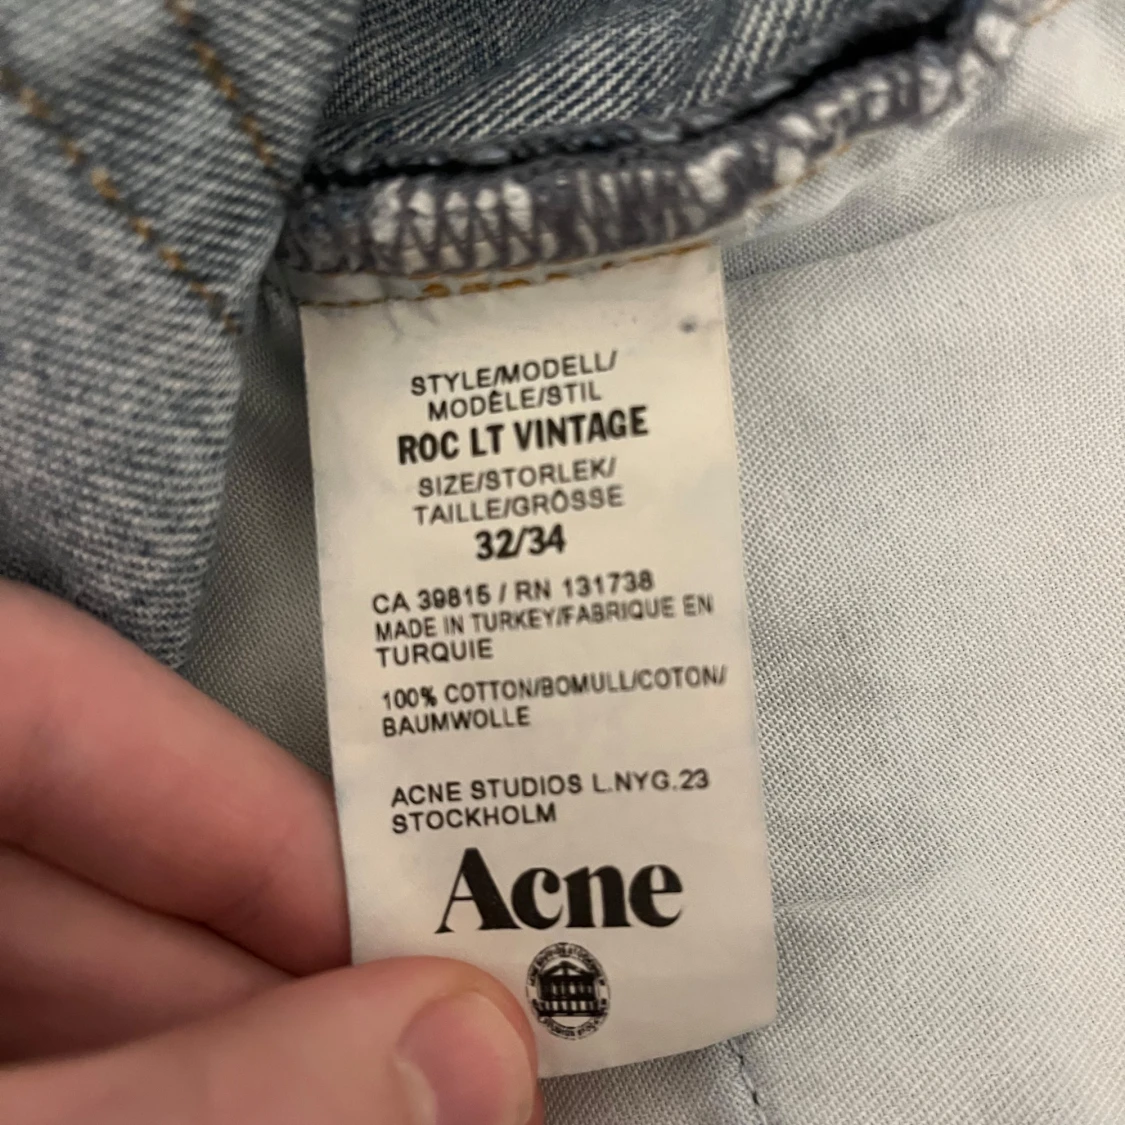 STYLE/MODELL/
MODÈLE/STIL
ROC LT VINTAGE
SIZE/STORLEK/
TAILLE/GRÖSSE
32/34
CA 39815 / RN 131738
MADE IN TURKEY/FABRIQUE EN
TURQUIE
100% COTTON/BOMULL/COTON/
BAUMWOLLE
ACNE STUDIOS L.NYG.23
STOCKHOLM
Acne